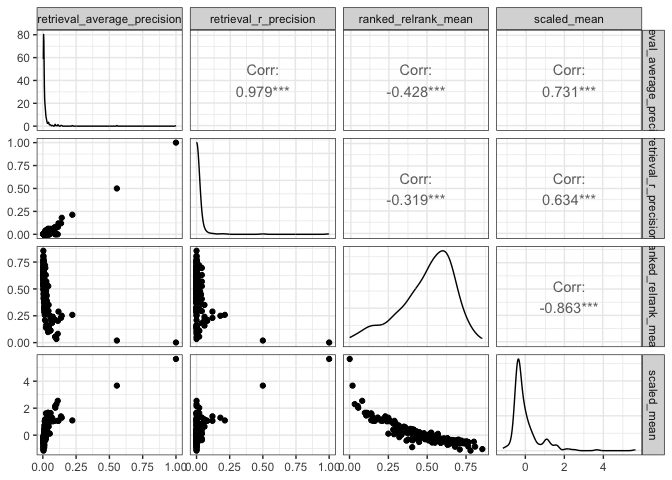 retrieval_average_precision
retrieval_r_precision
ranked_relrank_mean
scaled_mean
80
60
40
20
0
Corr:
0.979***
Corr:
-0.428***
Corr:
0.731***
eval_average_preci
1.00
0.75
0.50
0.25
0.00
Corr:
-0.319***
Corr:
0.634***
retrieval_r_precision
0.75
0.50
0.25
0.00
Corr:
-0.863***
anked_relrank_mea
4
2
0
scaled_mean
0.00 0.25 0.50 0.75 1.00
0.00 0.25 0.50 0.75 1.00
0.00 0.25 0.50 0.75
0 2 4